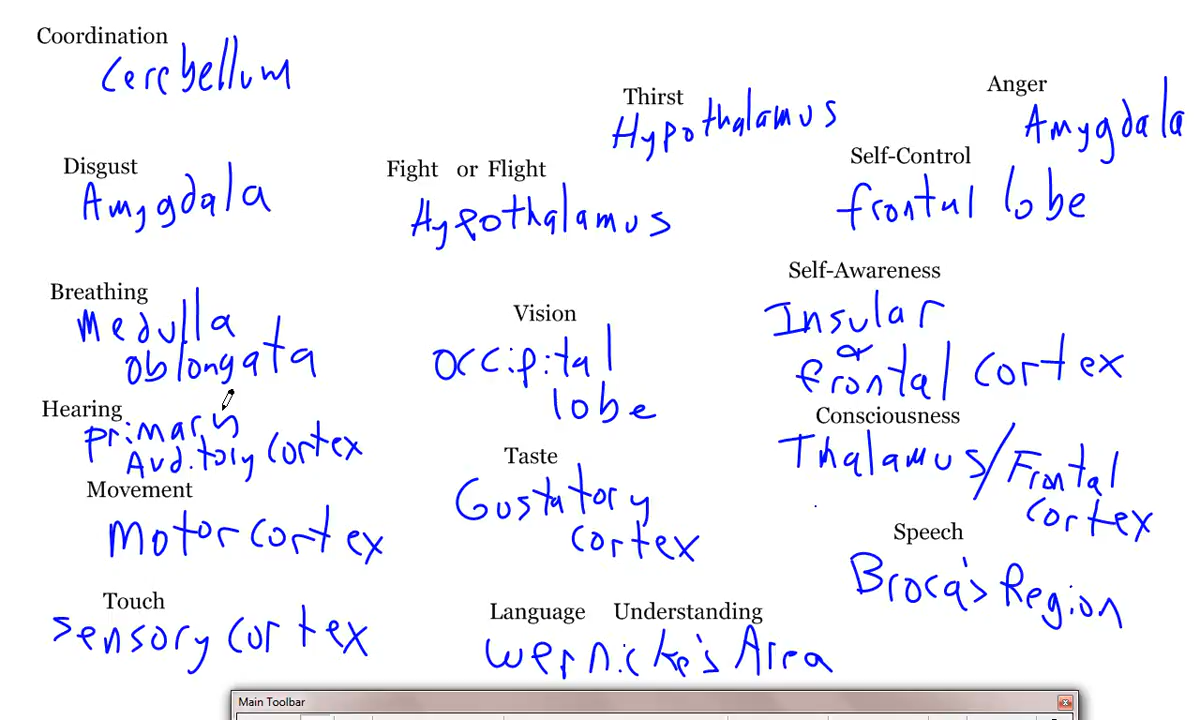 Coordination
Cerebellum
Thirst
Hypothalamus
Anger
Amygdala
Disgust
Amygdala
Fight or Flight
Hypothalamus
Self-Control
frontul lobe
Breathing
Medulla
oblongata
Vision
occipital
lobe
Self-Awareness
Insular
or
frontal cortex
Hearing
primary
Auditory cortex
Taste
Gustatory
cortex
Consciousness
Thalamus/Frontal
cortex
Movement
Motor cortex
Speech
Broca's Region
Touch
sensory cortex
Language Understanding
Wernicke's Area
Main Toolbar